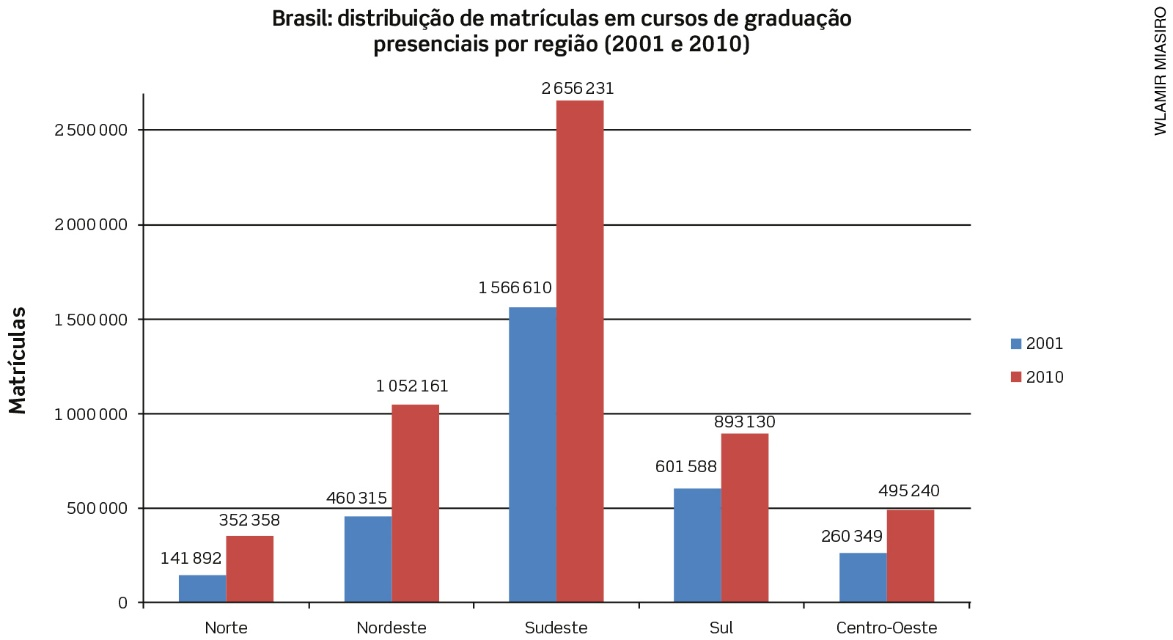 Brasil: distribuição de matrículas em cursos de graduação
presenciais por região (2001 e 2010)
WLAMIR MIASIRO
Matrículas
2 500 000
2 000 000
1 500 000
1 000 000
500 000
0
141 892
352 358
460 315
1 052 161
1 566 610
2 656 231
601 588
893 130
260 349
495 240
Norte
Nordeste
Sudeste
Sul
Centro-Oeste
2001
2010